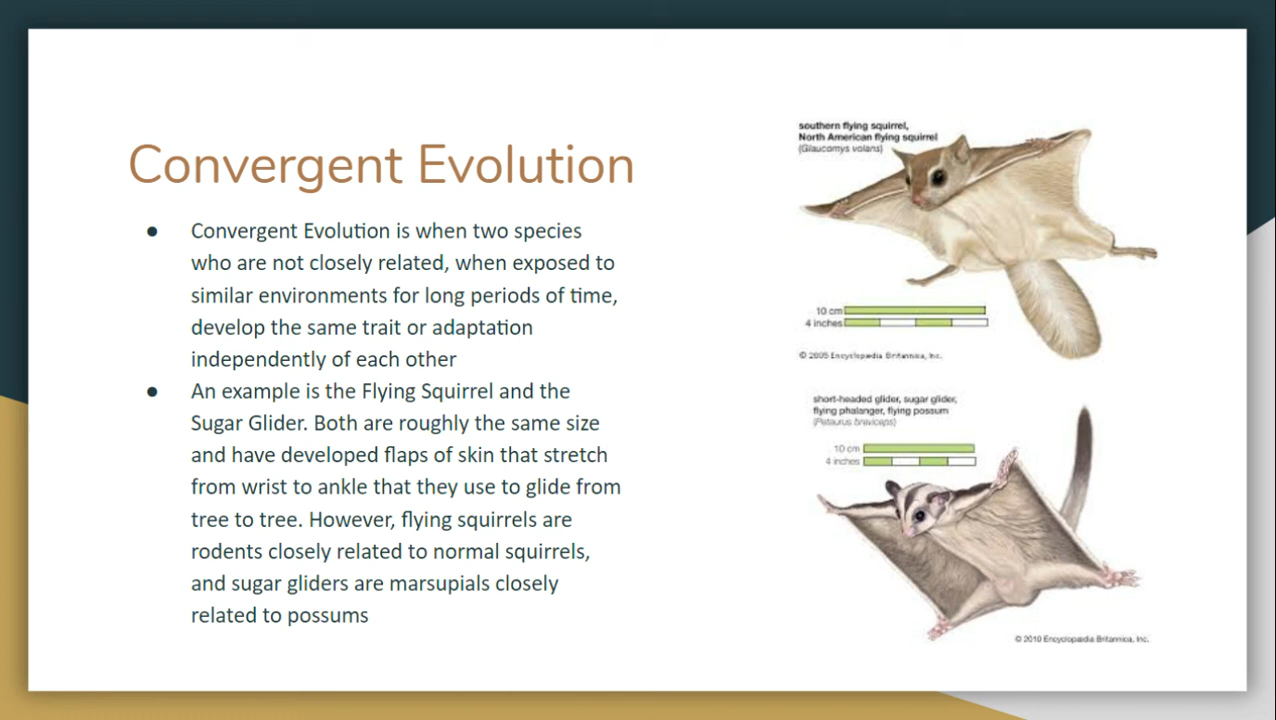 Convergent Evolution
● Convergent Evolution is when two species
who are not closely related, when exposed to
similar environments for long periods of time,
develop the same trait or adaptation
independently of each other
● An example is the Flying Squirrel and the
Sugar Glider. Both are roughly the same size
and have developed flaps of skin that stretch
from wrist to ankle that they use to glide from
tree to tree. However, flying squirrels are
rodents closely related to normal squirrels,
and sugar gliders are marsupials closely
related to possums
southern flying squirrel,
North American flying squirrel
(Glaucomys volans)
10 cm
4 inches
© 2005 Encyclopædia Britannica, Inc.
short-headed glider, sugar glider,
flying phalanger, flying possum
(Petaurus breviceps)
10 cm
4 inches
© 2010 Encyclopædia Britannica, Inc.